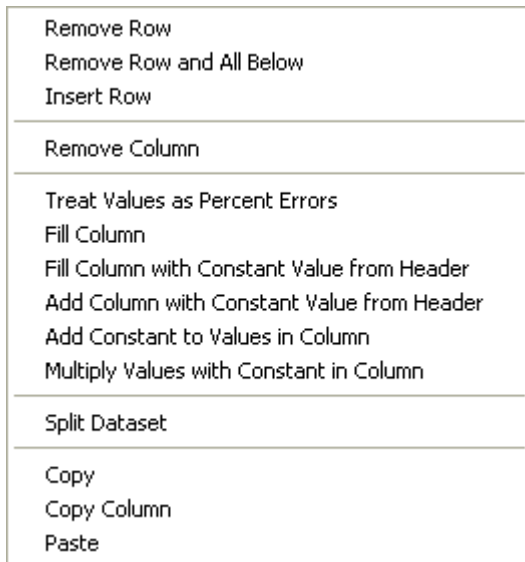 Remove Row
Remove Row and All Below
Insert Row
Remove Column
Treat Values as Percent Errors
Fill Column
Fill Column with Constant Value from Header
Add Column with Constant Value from Header
Add Constant to Values in Column
Multiply Values with Constant in Column
Split Dataset
Copy
Copy Column
Paste